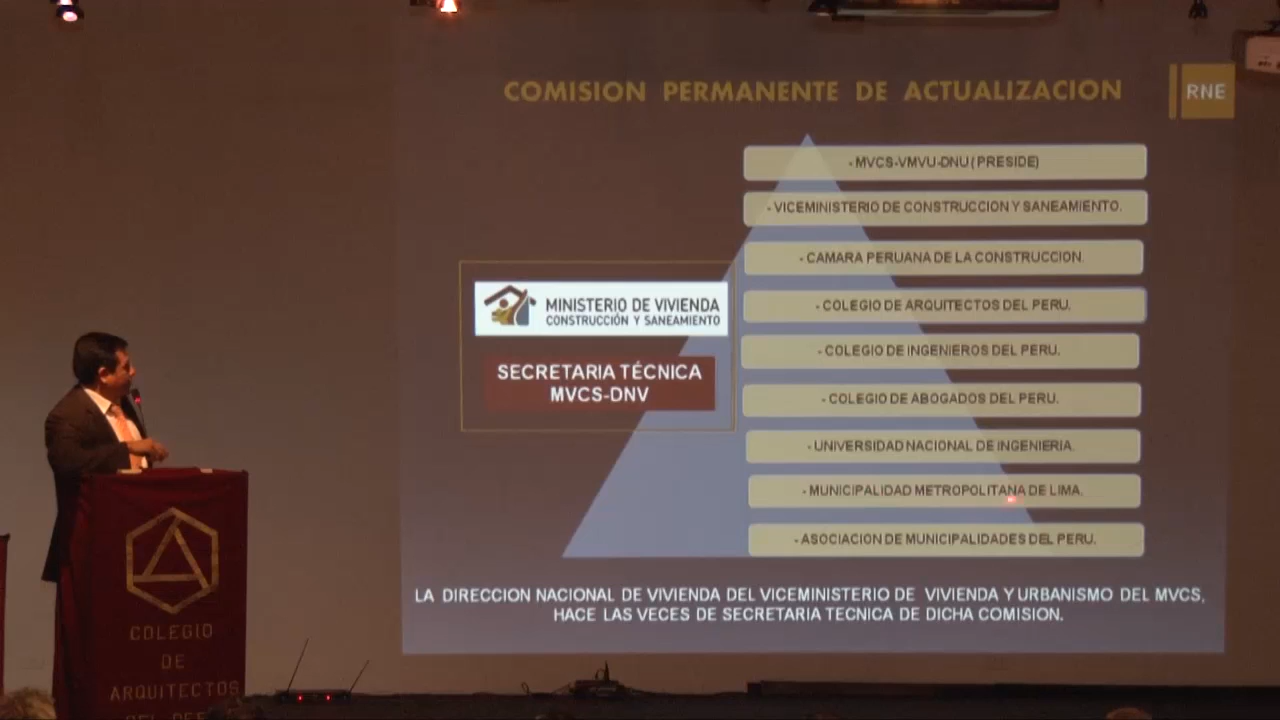 COMISION PERMANENTE DE ACTUALIZACION
RNE
- MVCS-VMVU-DNU ( PRESIDE)
- VICEMINISTERIO DE CONSTRUCCION Y SANEAMIENTO.
- CAMARA PERUANA DE LA CONSTRUCCION.
- COLEGIO DE ARQUITECTOS DEL PERU.
- COLEGIO DE INGENIEROS DEL PERU.
- COLEGIO DE ABOGADOS DEL PERU.
- UNIVERSIDAD NACIONAL DE INGENIERIA.
- MUNICIPALIDAD METROPOLITANA DE LIMA.
- ASOCIACION DE MUNICIPALIDADES DEL PERU.
MINISTERIO DE VIVIENDA
CONSTRUCCIÓN Y SANEAMIENTO
SECRETARIA TÉCNICA
MVCS-DNV
LA DIRECCION NACIONAL DE VIVIENDA DEL VICEMINISTERIO DE VIVIENDA Y URBANISMO DEL MVCS,
HACE LAS VECES DE SECRETARIA TECNICA DE DICHA COMISION.
COLEGIO
DE
ARQUITECTOS